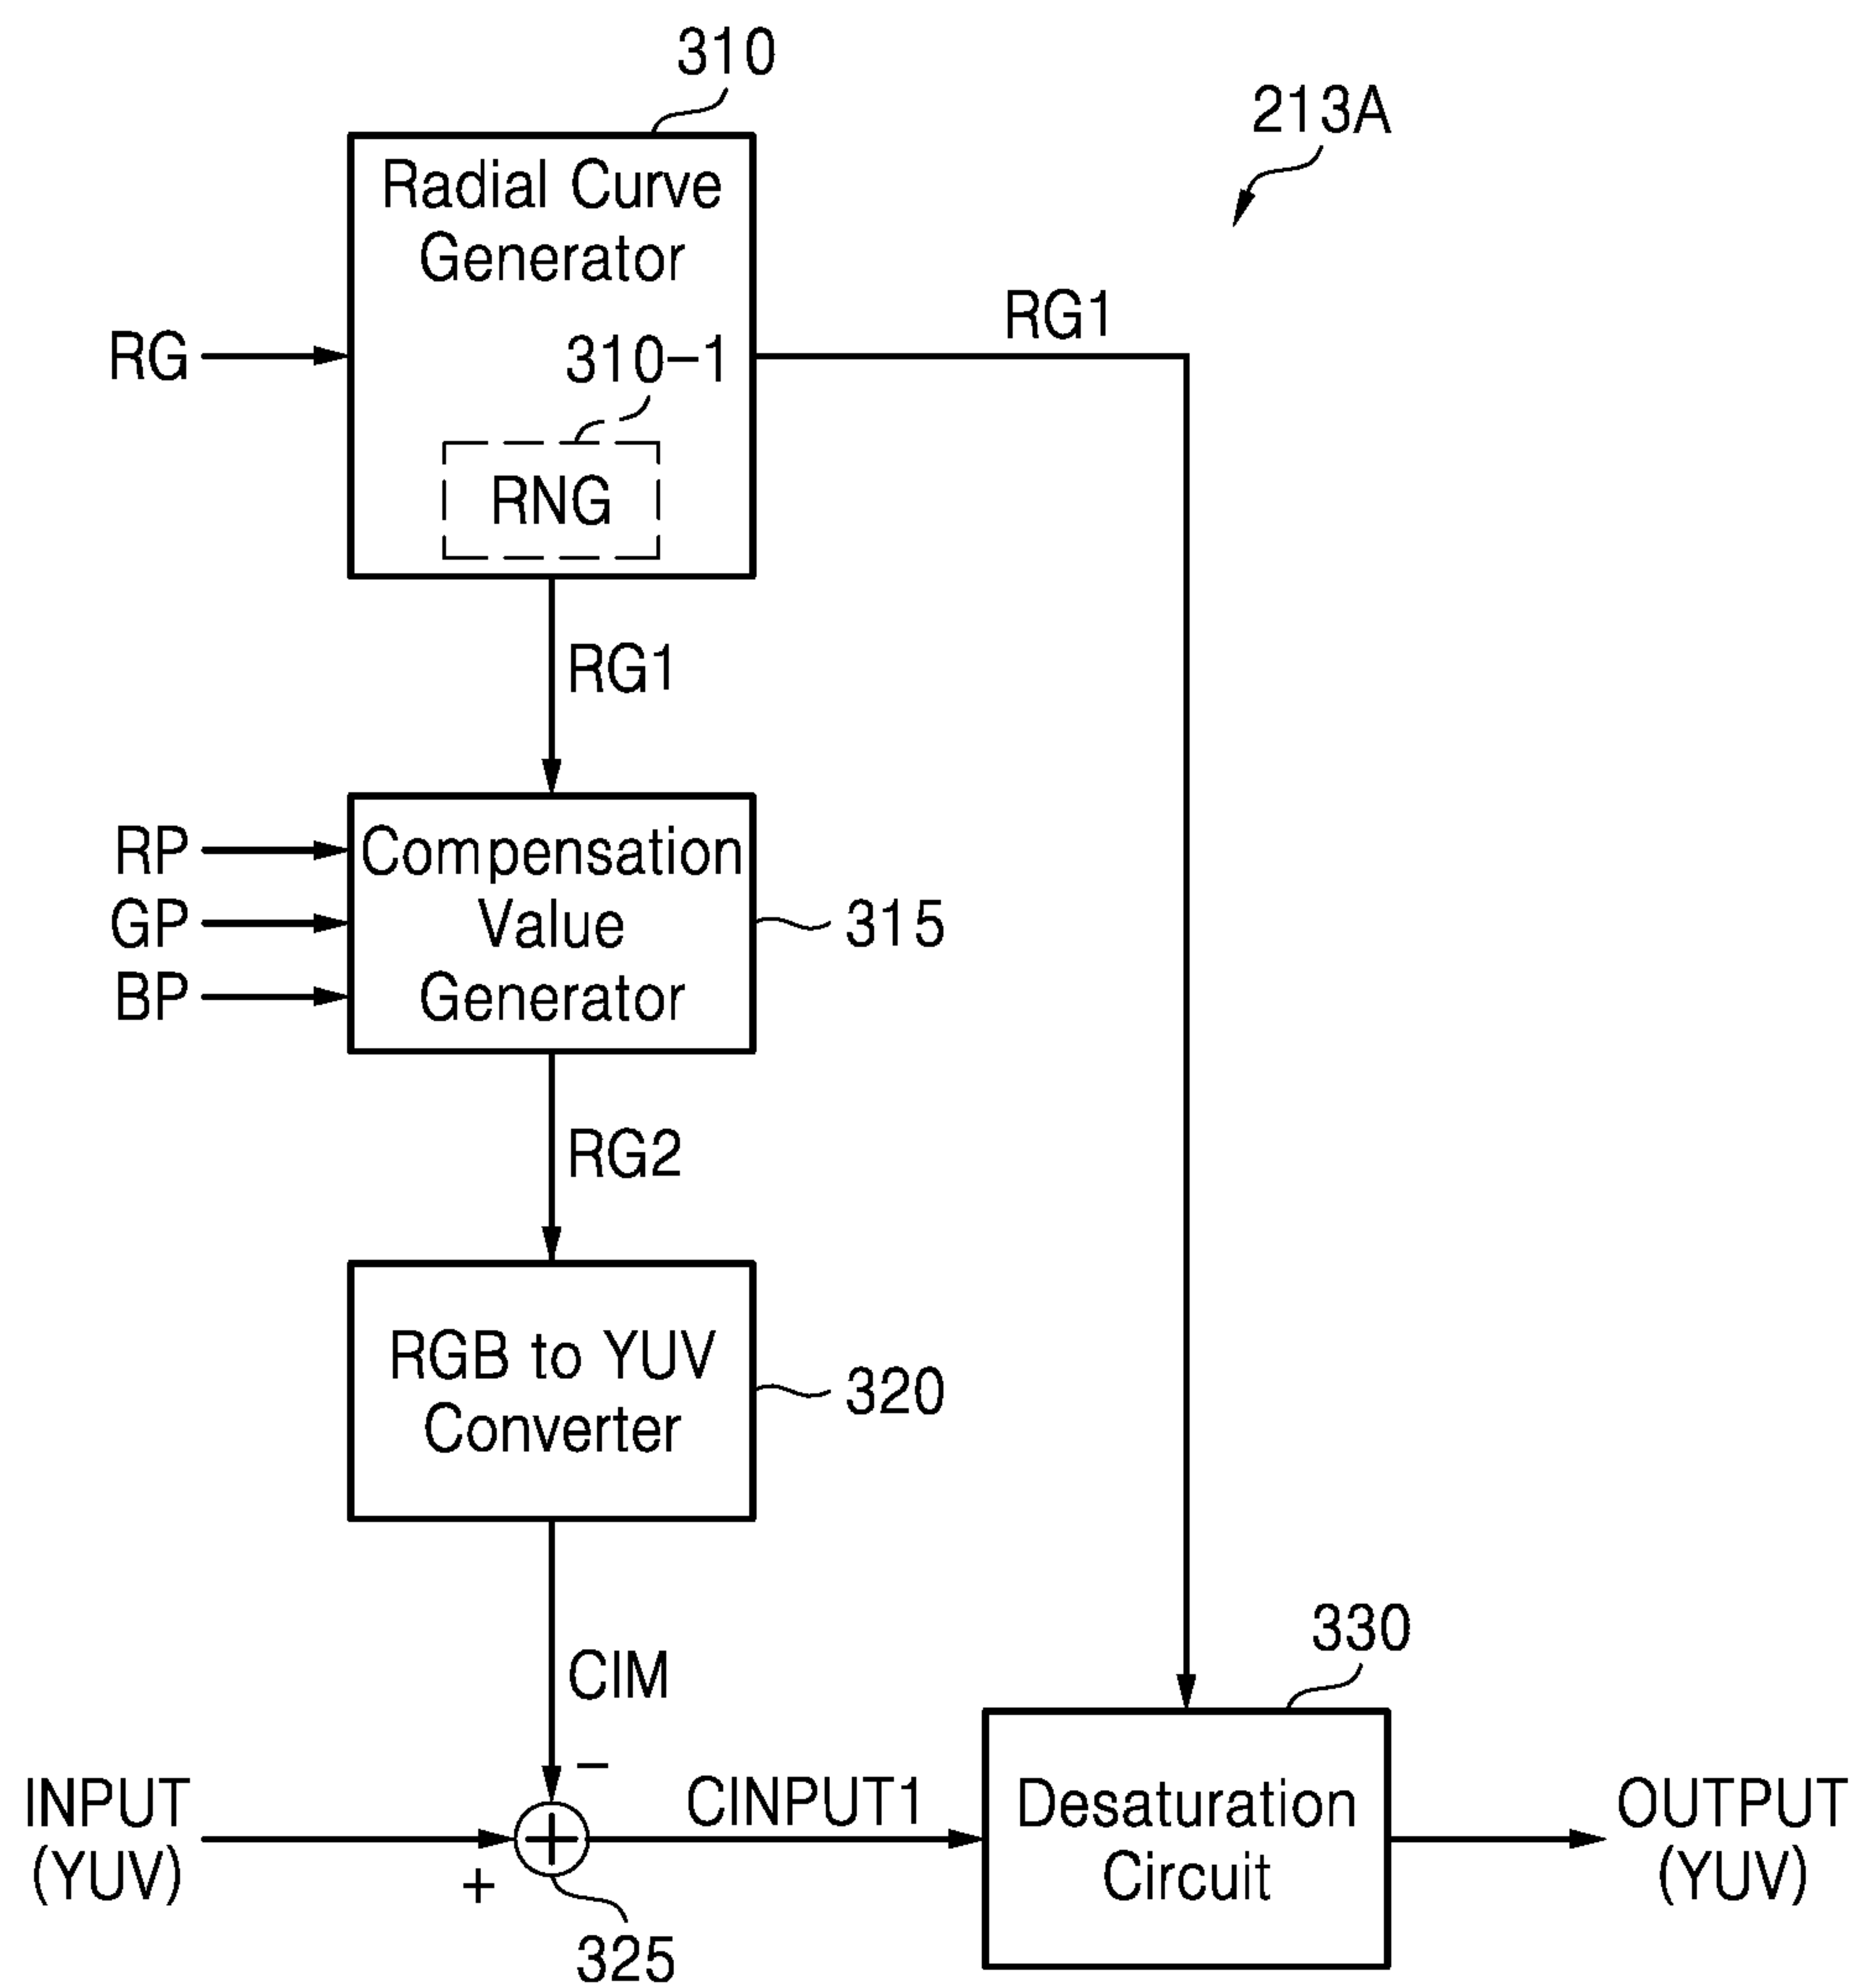 310
213A
Radial Curve
Generator
RG1
RG
310-1
RNG
RG1
RP
GP
BP
Compensation
Value
Generator
315
RG2
RGB to YUV
Converter
320
330
CIM
−
INPUT
(YUV)
+
CINPUT1
Desaturation
Circuit
OUTPUT
(YUV)
325